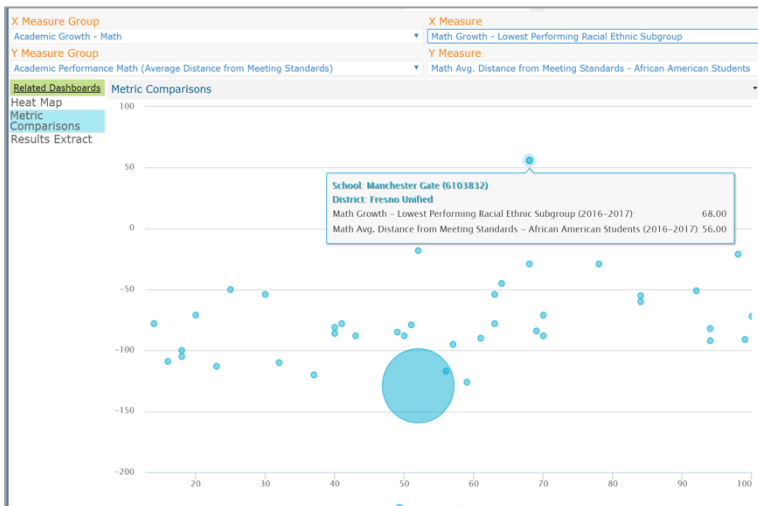 X Measure Group
X Measure
Academic Growth - Math
Math Growth - Lowest Performing Racial Ethnic Subgroup
Y Measure Group
Y Measure
Academic Performance Math (Average Distance from Meeting Standards)
Math Avg. Distance from Meeting Standards - African American Students
Related Dashboards
Heat Map
Metric
Comparisons
Results Extract
Metric Comparisons
100
50
0
-50
-100
-150
-200
School: Manchester Gate (6103832)
District: Fresno Unified
Math Growth - Lowest Performing Racial Ethnic Subgroup (2016-2017): 68.00
Math Avg. Distance from Meeting Standards - African American Students (2016-2017): 56.00
20 30 40 50 60 70 80 90 100